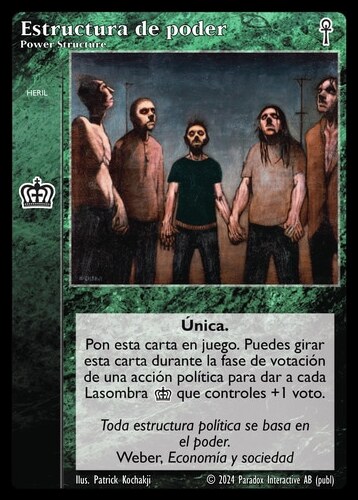 Estructura de poder
Power Structure
HERIL
Única.
Pon esta carta en juego. Puedes girar
esta carta durante la fase de votación
de una acción política para dar a cada
Lasombra que controles +1 voto.
Toda estructura política se basa en
el poder.
Weber, Economía y sociedad
Ilus. Patrick Kochakji
© 2024 Paradox Interactive AB (publ)